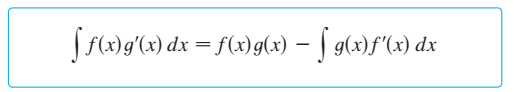 ∫ f(x)g′(x) dx = f(x)g(x) − ∫ g(x)f′(x) dx